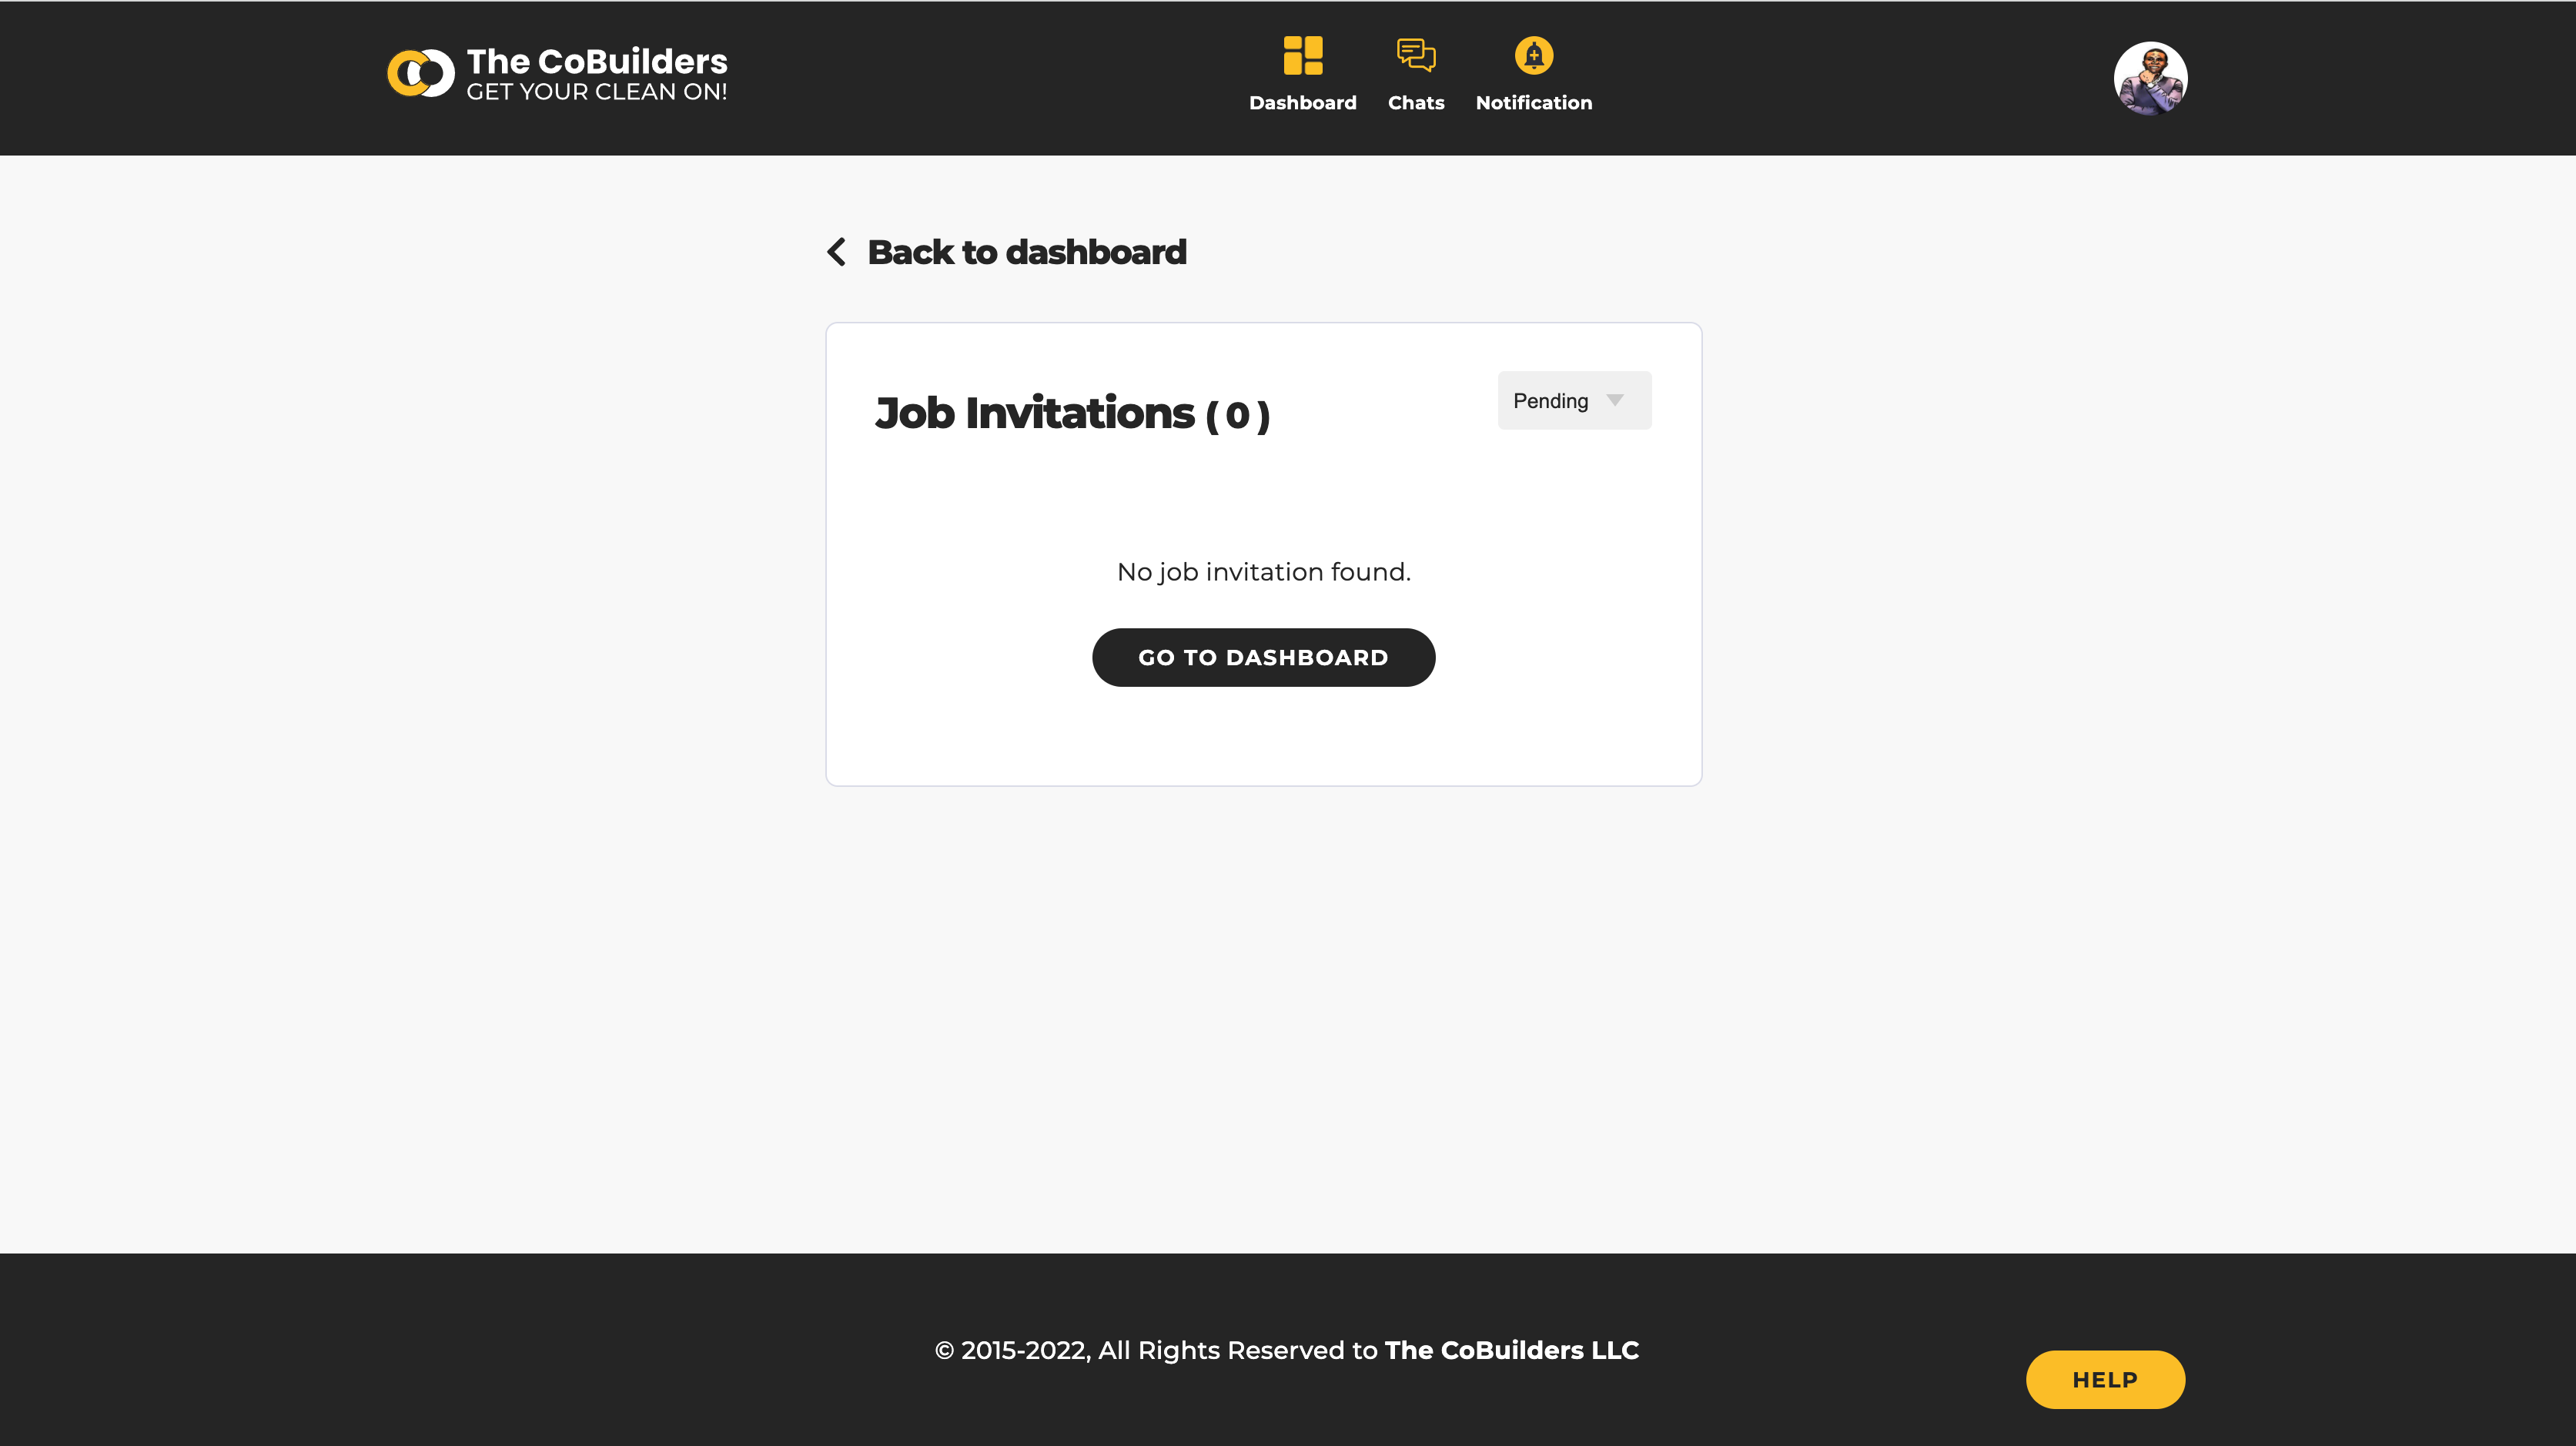 The CoBuilders
GET YOUR CLEAN ON!
Dashboard
Chats
Notification
Back to dashboard
Job Invitations ( 0 )
Pending
No job invitation found.
GO TO DASHBOARD
© 2015-2022, All Rights Reserved to The CoBuilders LLC
HELP